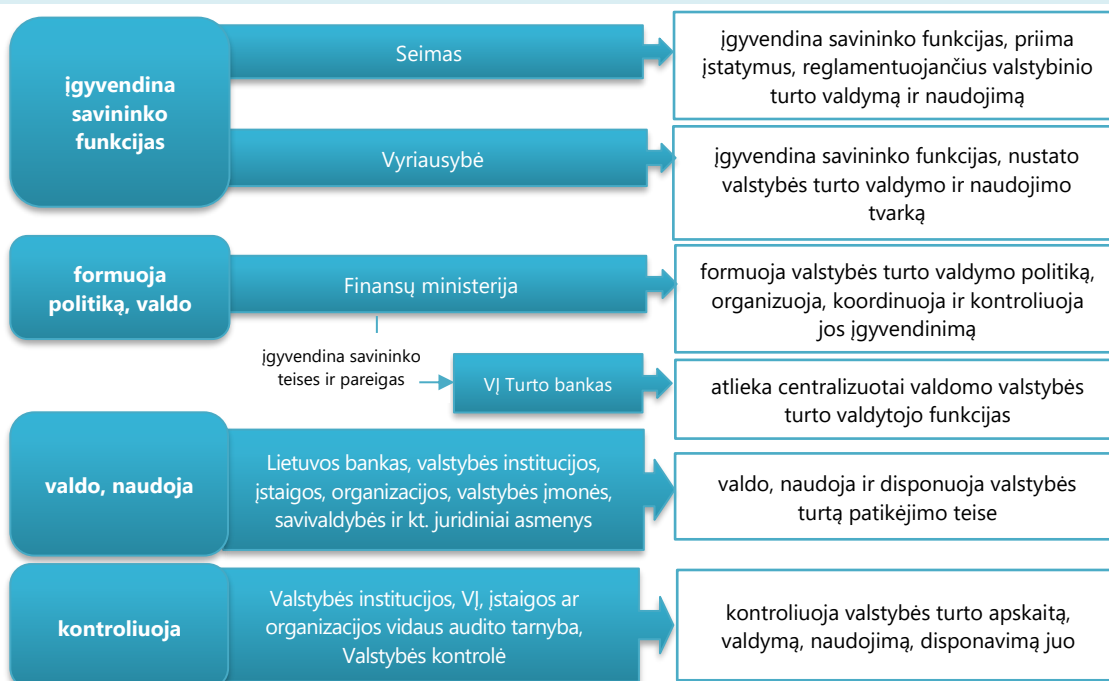 įgyvendina
savininko
funkcijas
Seimas
įgyvendina savininko funkcijas, priima
įstatymus, reglamentuojančius valstybinio
turto valdymą ir naudojimą
Vyriausybė
įgyvendina savininko funkcijas, nustato
valstybės turto valdymo ir naudojimo
tvarką
formuoja
politiką, valdo
Finansų ministerija
formuoja valstybės turto valdymo politiką,
organizuoja, koordinuoja ir kontroliuoja
jos įgyvendinimą
įgyvendina savininko
teises ir pareigas
VĮ Turto bankas
atlieka centralizuotai valdomo valstybės
turto valdytojo funkcijas
valdo, naudoja
Lietuvos bankas, valstybės institucijos,
įstaigos, organizacijos, valstybės įmonės,
savivaldybės ir kt. juridiniai asmenys
valdo, naudoja ir disponuoja valstybės
turtą patikėjimo teise
kontroliuoja
Valstybės institucijos, VĮ, įstaigos ar
organizacijos vidaus audito tarnyba,
Valstybės kontrolė
kontroliuoja valstybės turto apskaitą,
valdymą, naudojimą, disponavimą juo